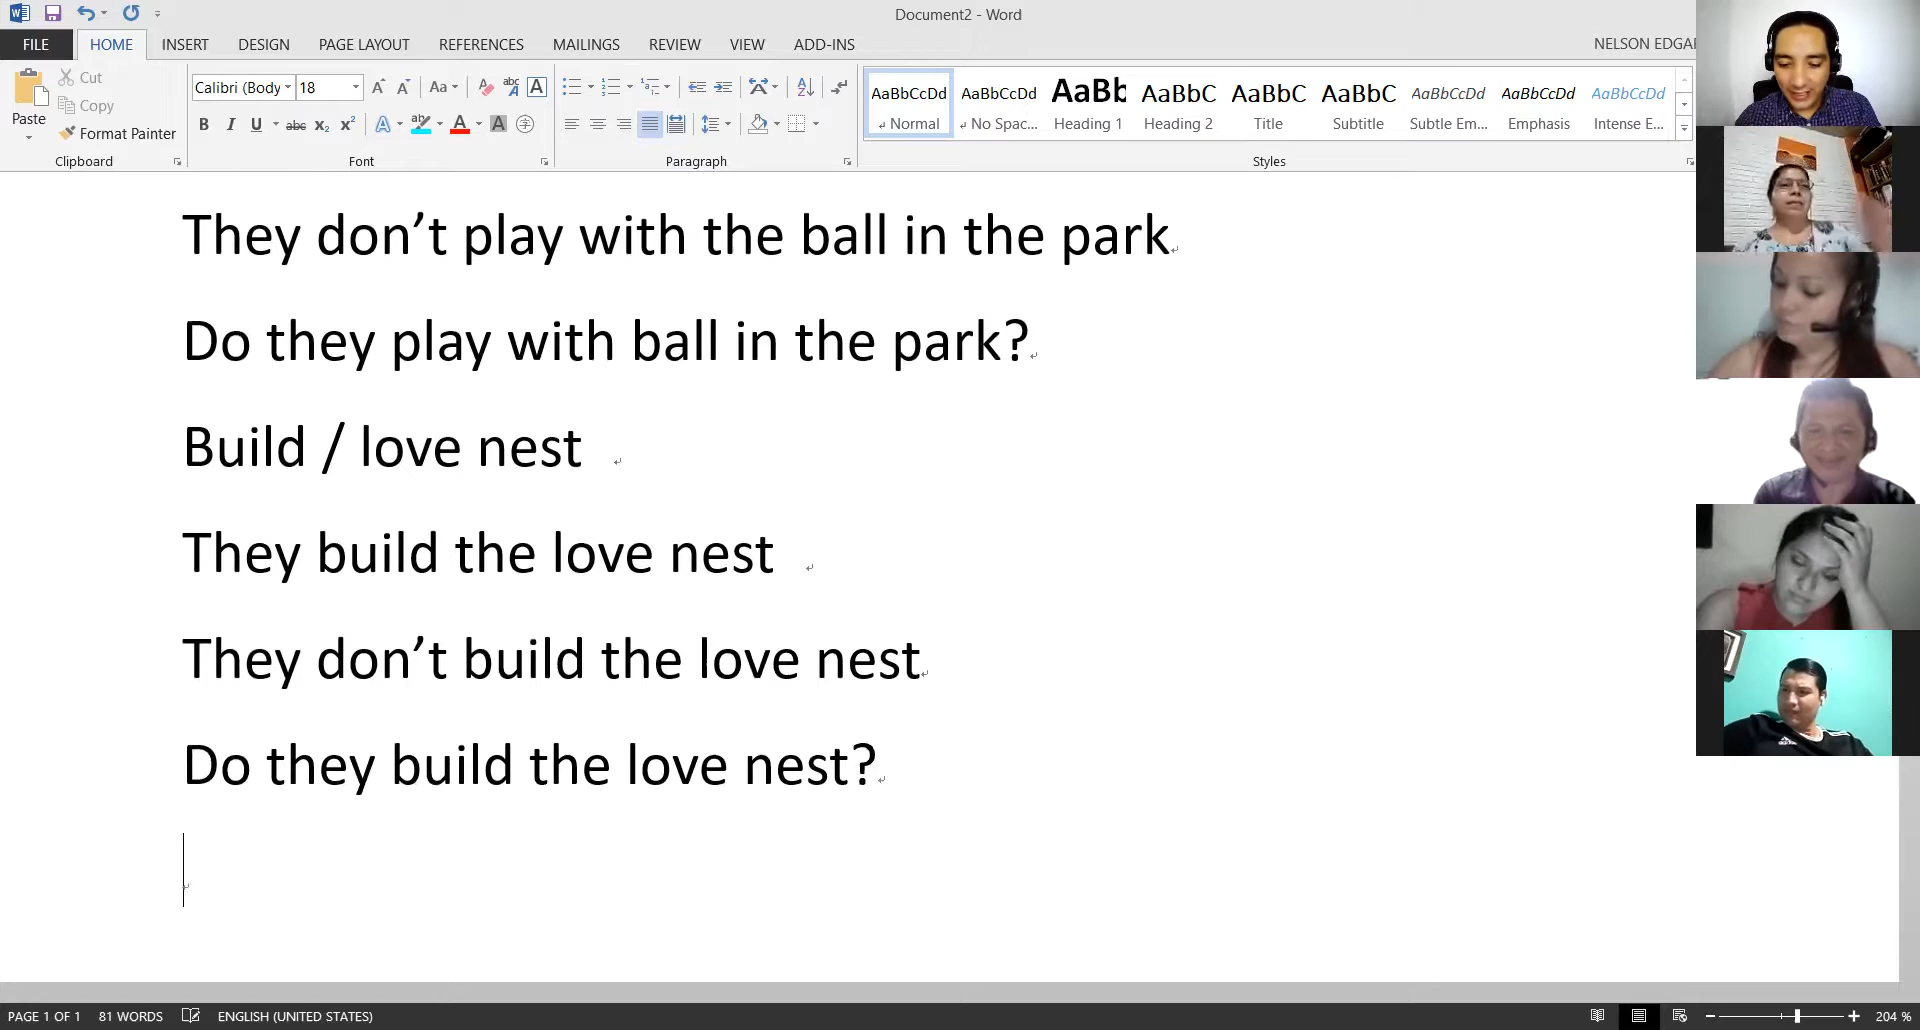 Document2 - Word
FILE HOME INSERT DESIGN PAGE LAYOUT REFERENCES MAILINGS REVIEW VIEW ADD-INS NELSON EDGAR
Paste
Cut
Copy
Format Painter
Clipboard
Calibri (Body 18
Font
Paragraph
AaBbCcDd AaBbCcDd AaBb AaBbC AaBbC AaBbC AaBbCcDd AaBbCcDd AaBbCcDd
Normal No Spac... Heading 1 Heading 2 Title Subtitle Subtle Em... Emphasis Intense E...
Styles
They don’t play with the ball in the park
Do they play with ball in the park?
Build / love nest
They build the love nest
They don’t build the love nest
Do they build the love nest?
PAGE 1 OF 1 81 WORDS ENGLISH (UNITED STATES) 204 %